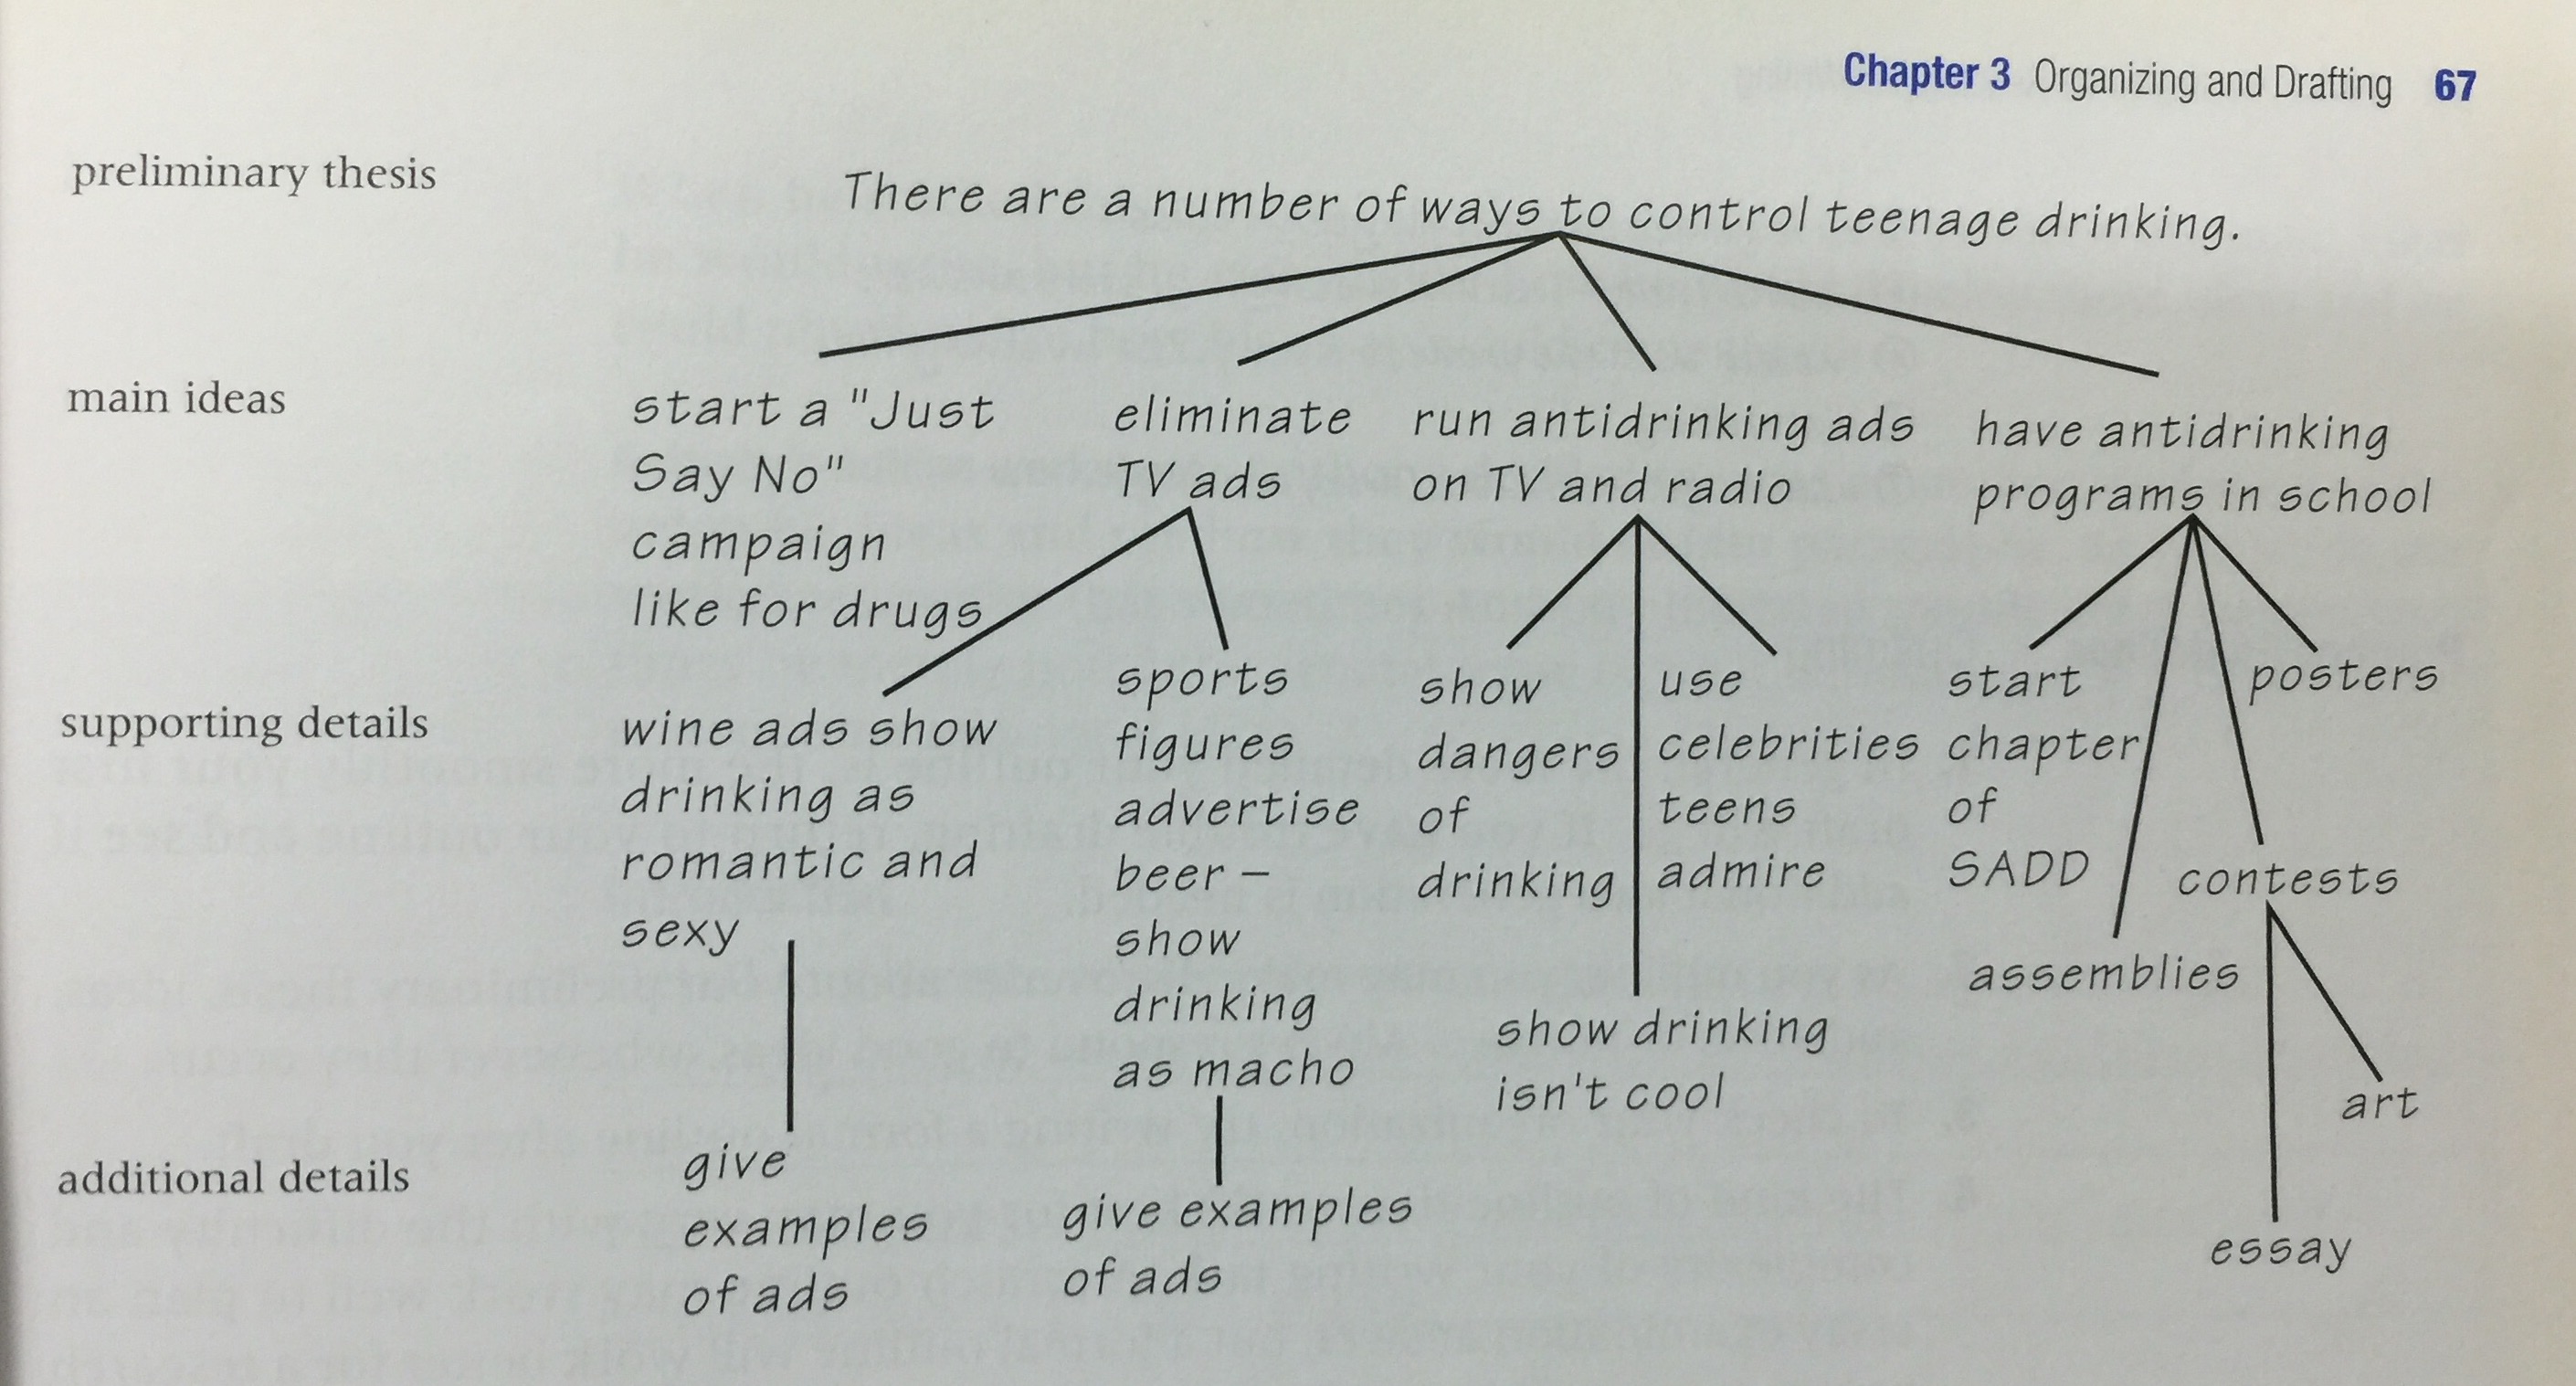 Chapter 3 Organizing and Drafting 67
preliminary thesis
There are a number of ways to control teenage drinking.
main ideas
start a "Just
Say No"
campaign
like for drugs
eliminate
TV ads
run antidrinking ads
on TV and radio
have antidrinking
programs in school
supporting details
wine ads show
drinking as
romantic and
sexy
sports
figures
advertise
beer –
show
drinking
as macho
show
dangers
of
drinking
use
celebrities
teens
admire
show drinking
isn't cool
start
chapter
of
SADD
assemblies
contests
posters
additional details
give
examples
of ads
give examples
of ads
essay
art